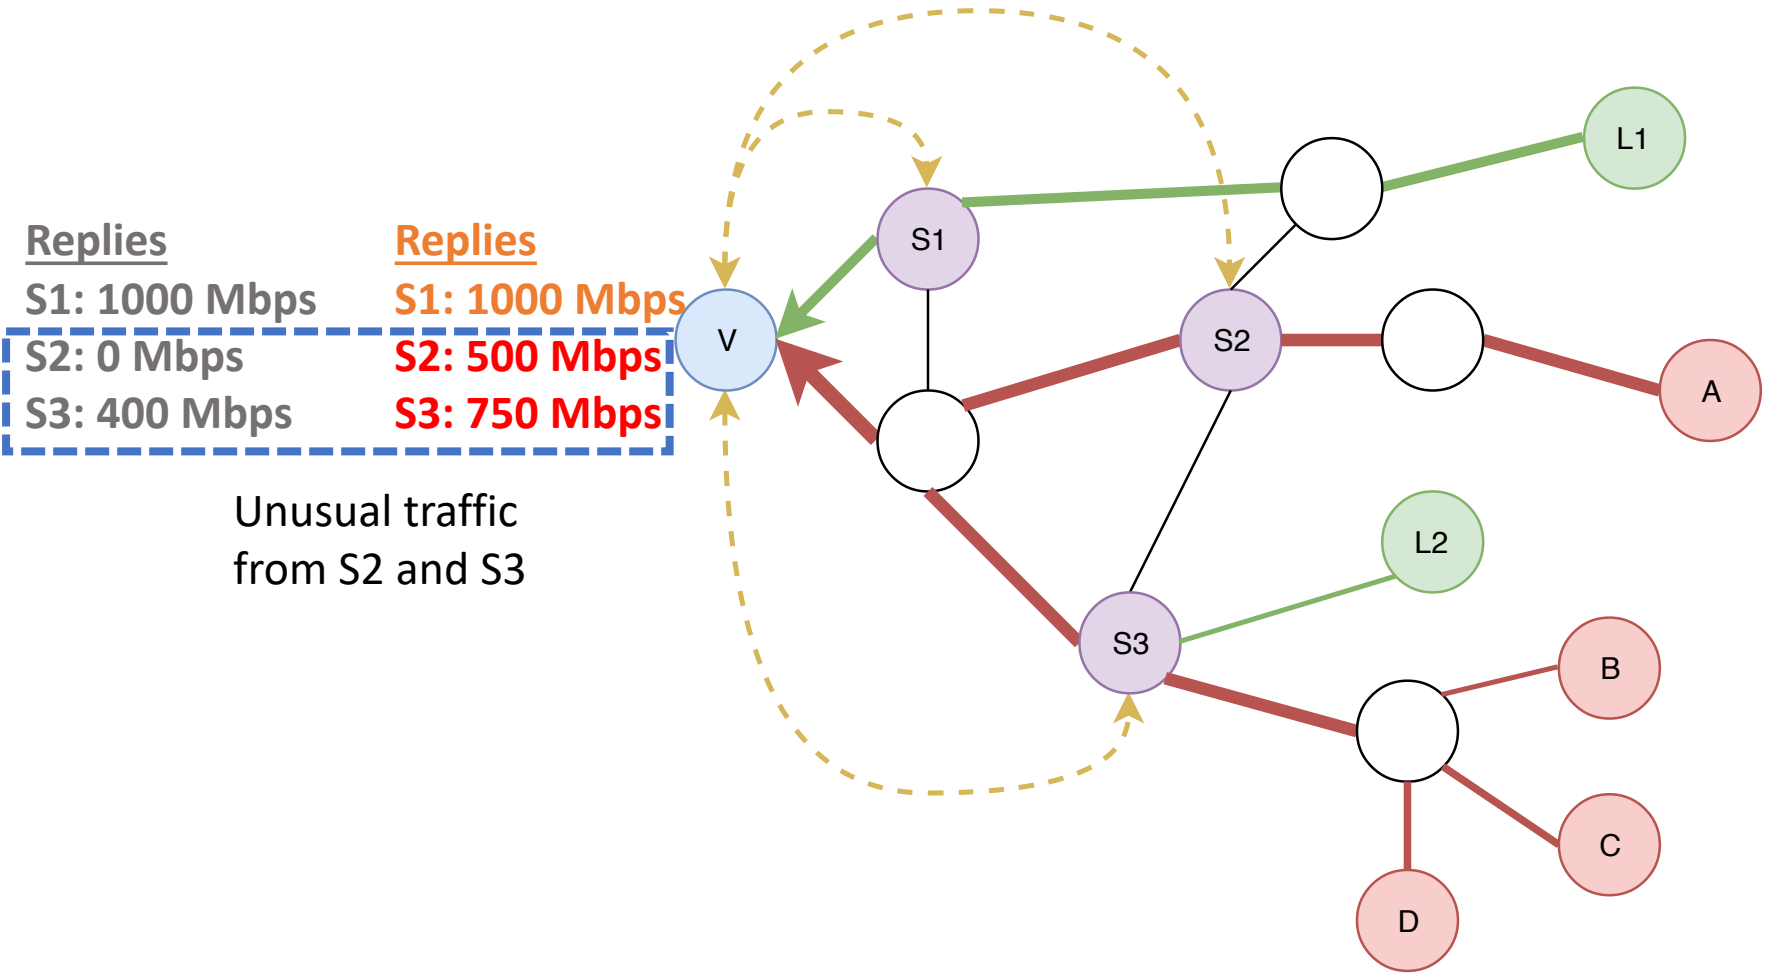 Replies
S1: 1000 Mbps
S2: 0 Mbps
S3: 400 Mbps
Replies
S1: 1000 Mbps
S2: 500 Mbps
S3: 750 Mbps
Unusual traffic
from S2 and S3
V
S1
S2
S3
L1
A
L2
B
C
D